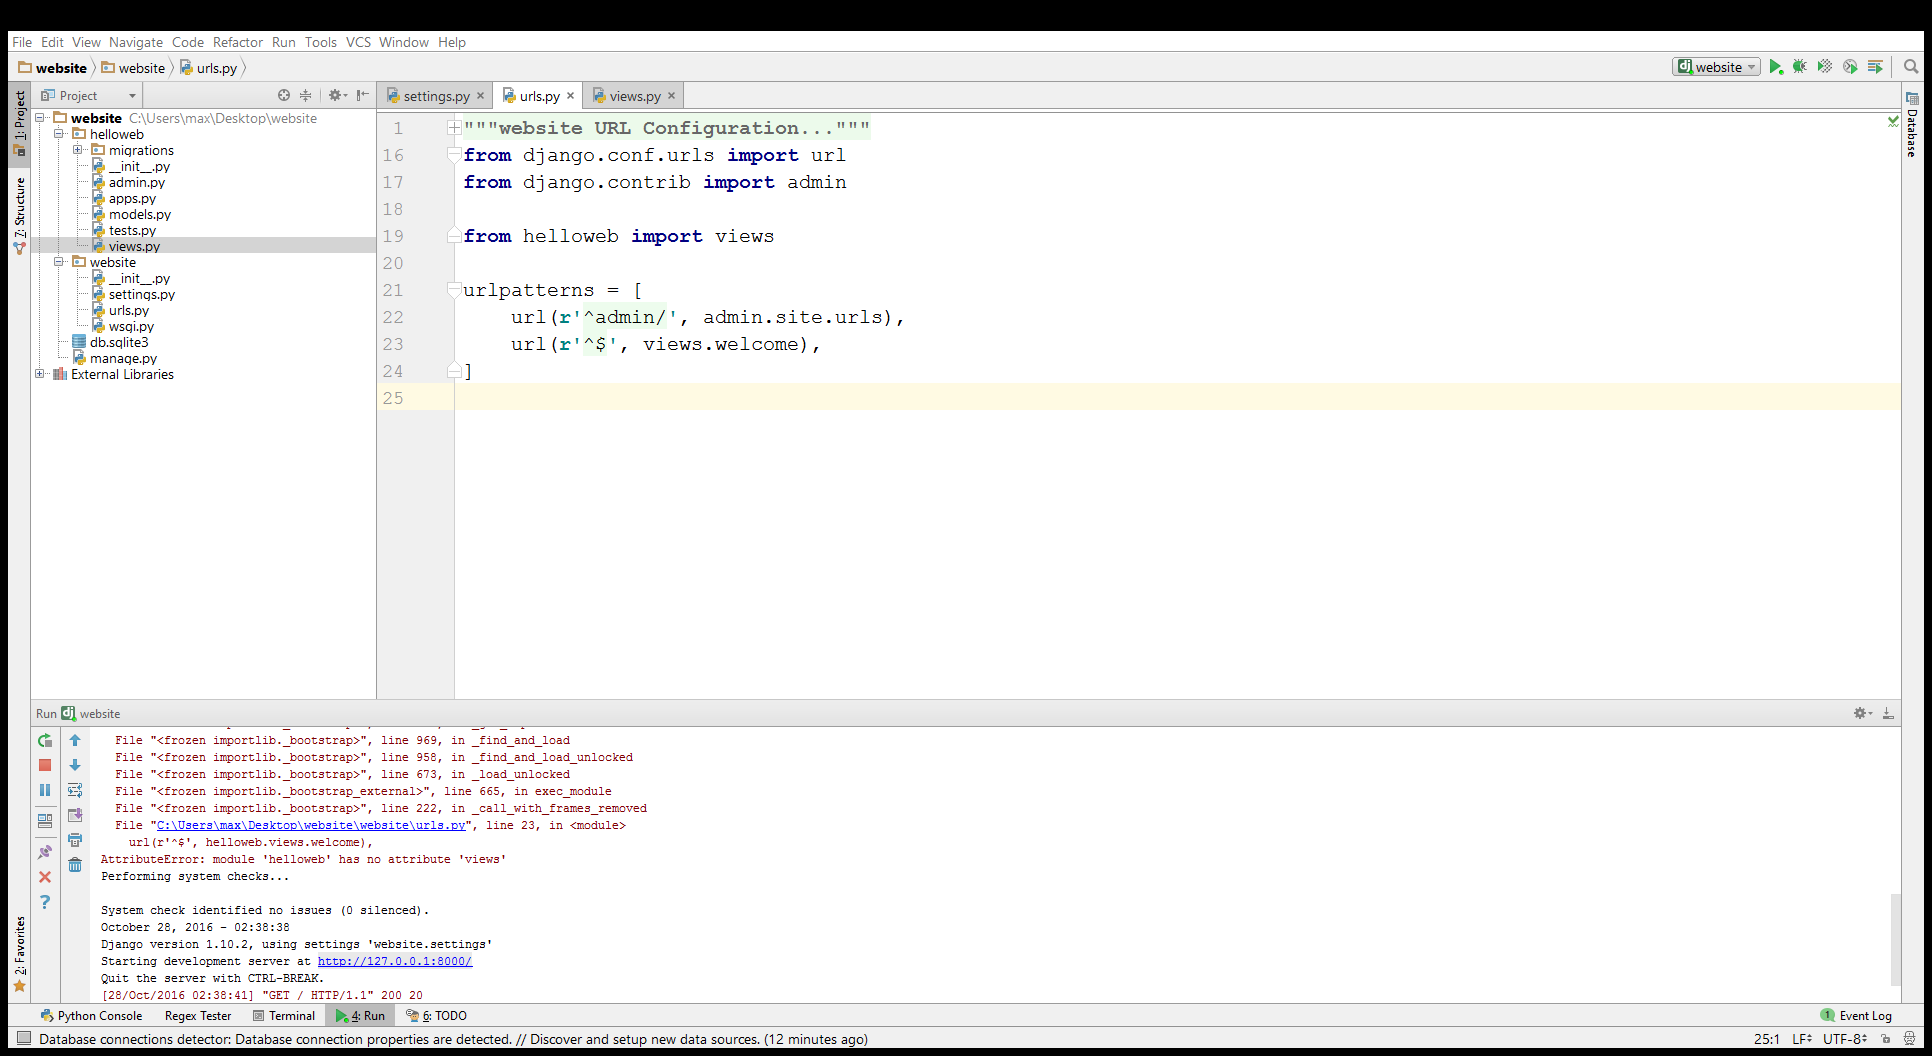 File Edit View Navigate Code Refactor Run Tools VCS Window Help
website website urls.py
website
1: Project
7: Structure
2: Favorites
Database
Project
settings.py urls.py views.py
website C:\Users\max\Desktop\website
helloweb
migrations
__init__.py
admin.py
apps.py
models.py
tests.py
views.py
website
__init__.py
settings.py
urls.py
wsgi.py
db.sqlite3
manage.py
External Libraries
1 """website URL Configuration..."""
16 from django.conf.urls import url
17 from django.contrib import admin
18
19 from helloweb import views
20
21 urlpatterns = [
22 url(r'^admin/', admin.site.urls),
23 url(r'^$', views.welcome),
24 ]
25
Run dj website
File "<frozen importlib._bootstrap>", line 969, in _find_and_load
File "<frozen importlib._bootstrap>", line 958, in _find_and_load_unlocked
File "<frozen importlib._bootstrap>", line 673, in _load_unlocked
File "<frozen importlib._bootstrap_external>", line 665, in exec_module
File "<frozen importlib._bootstrap>", line 222, in _call_with_frames_removed
File "C:\Users\max\Desktop\website\website\urls.py", line 23, in <module>
url(r'^$', helloweb.views.welcome),
AttributeError: module 'helloweb' has no attribute 'views'
Performing system checks...
System check identified no issues (0 silenced).
October 28, 2016 - 02:38:38
Django version 1.10.2, using settings 'website.settings'
Starting development server at http://127.0.0.1:8000/
Quit the server with CTRL-BREAK.
[28/Oct/2016 02:38:41] "GET / HTTP/1.1" 200 20
Python Console Regex Tester Terminal 4: Run 6: TODO 1 Event Log
Database connections detector: Database connection properties are detected. // Discover and setup new data sources. (12 minutes ago) 25:1 LF UTF-8